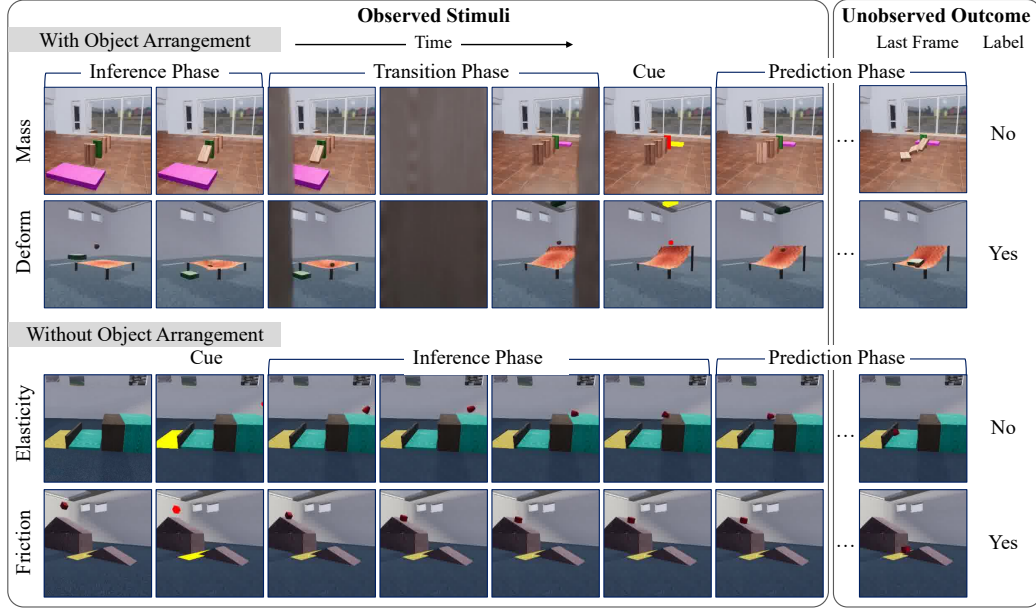 Observed Stimuli
Unobserved Outcome
With Object Arrangement
Time
Last Frame
Label
Inference Phase
Transition Phase
Cue
Prediction Phase
Mass
...
No
Deform
...
Yes
Without Object Arrangement
Cue
Inference Phase
Prediction Phase
Elasticity
...
No
Friction
...
Yes